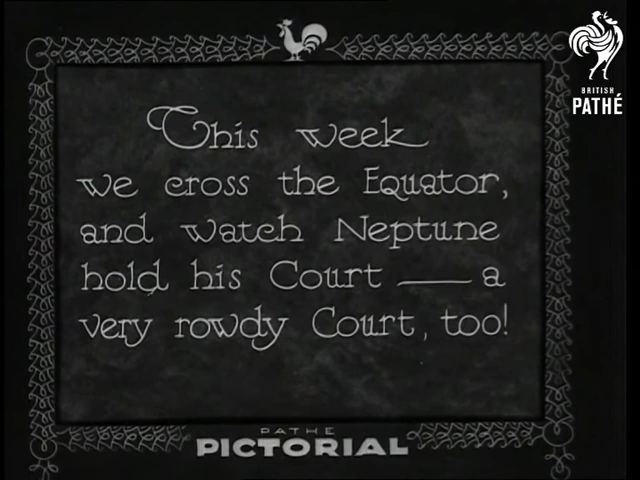 BRITISH
PATHÉ
This week
we cross the Equator,
and watch Neptune
hold his Court — a
very rowdy Court, too!
PATHE
PICTORIAL